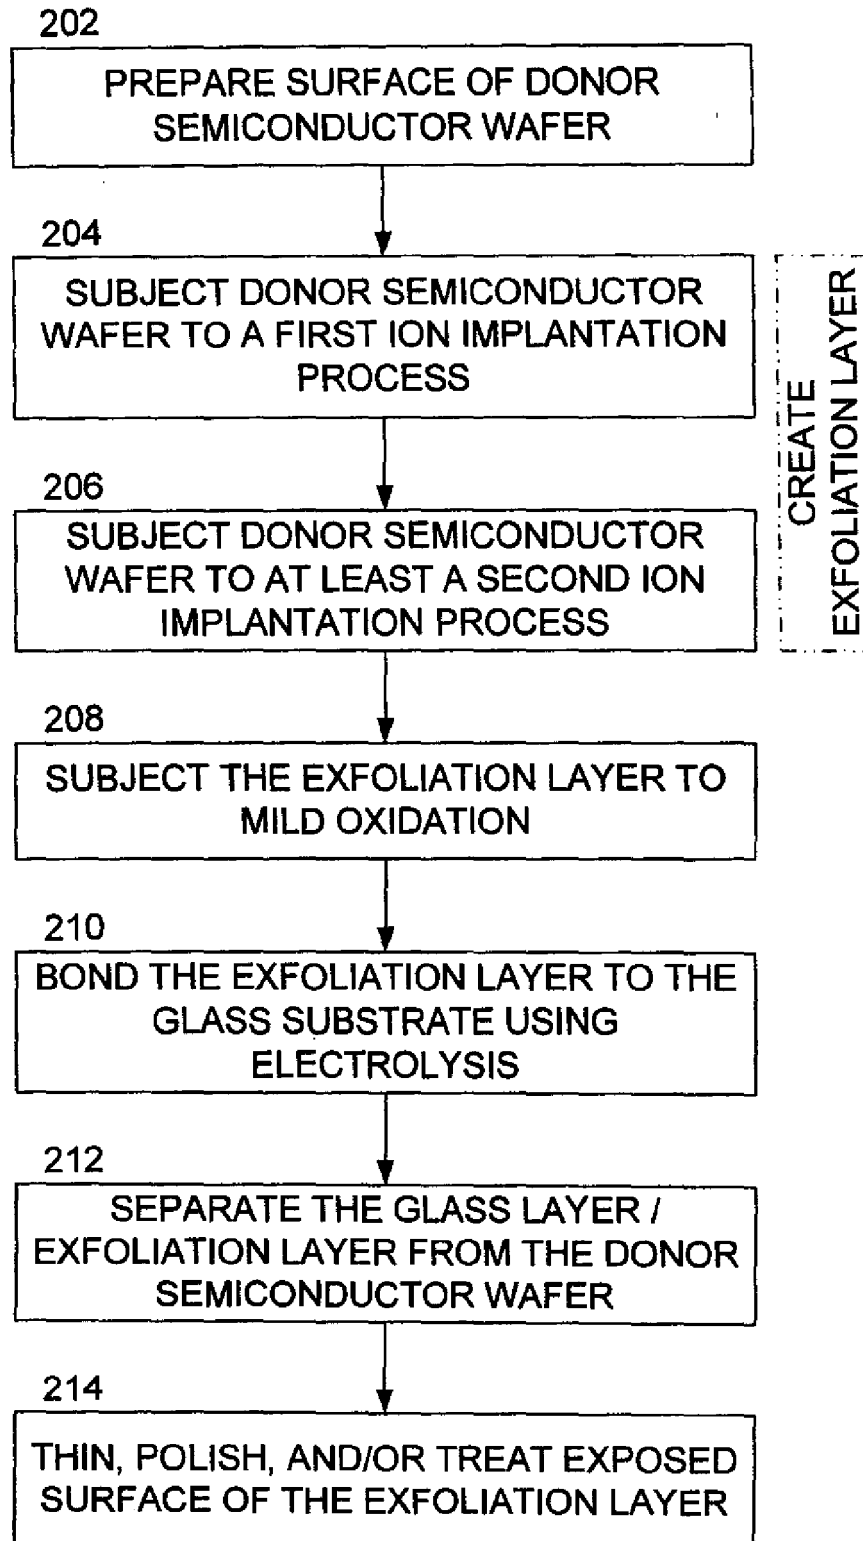 202
PREPARE SURFACE OF DONOR
SEMICONDUCTOR WAFER
204
SUBJECT DONOR SEMICONDUCTOR
WAFER TO A FIRST ION IMPLANTATION
PROCESS
CREATE
EXFOLIATION LAYER
206
SUBJECT DONOR SEMICONDUCTOR
WAFER TO AT LEAST A SECOND ION
IMPLANTATION PROCESS
208
SUBJECT THE EXFOLIATION LAYER TO
MILD OXIDATION
210
BOND THE EXFOLIATION LAYER TO THE
GLASS SUBSTRATE USING
ELECTROLYSIS
212
SEPARATE THE GLASS LAYER /
EXFOLIATION LAYER FROM THE DONOR
SEMICONDUCTOR WAFER
214
THIN, POLISH, AND/OR TREAT EXPOSED
SURFACE OF THE EXFOLIATION LAYER